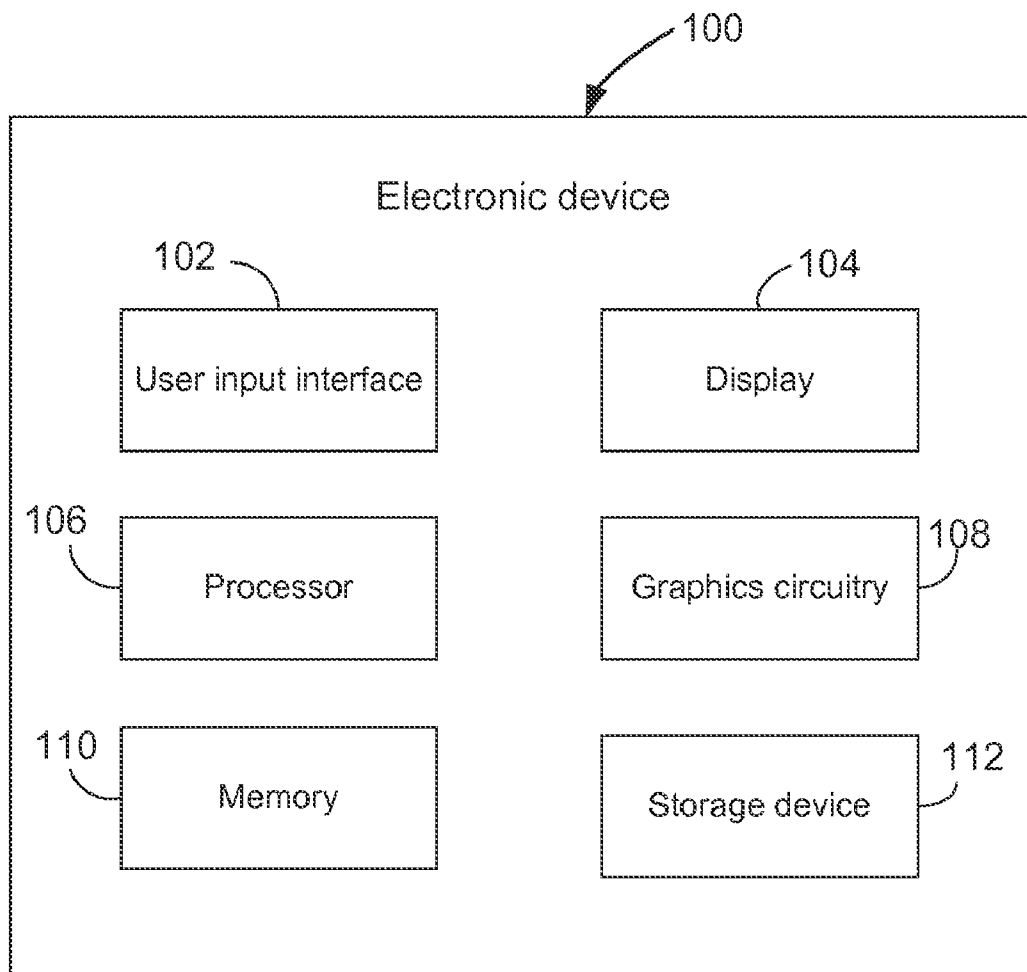 100
Electronic device
102
104
User input interface
Display
106
108
Processor
Graphics circuitry
110
112
Memory
Storage device